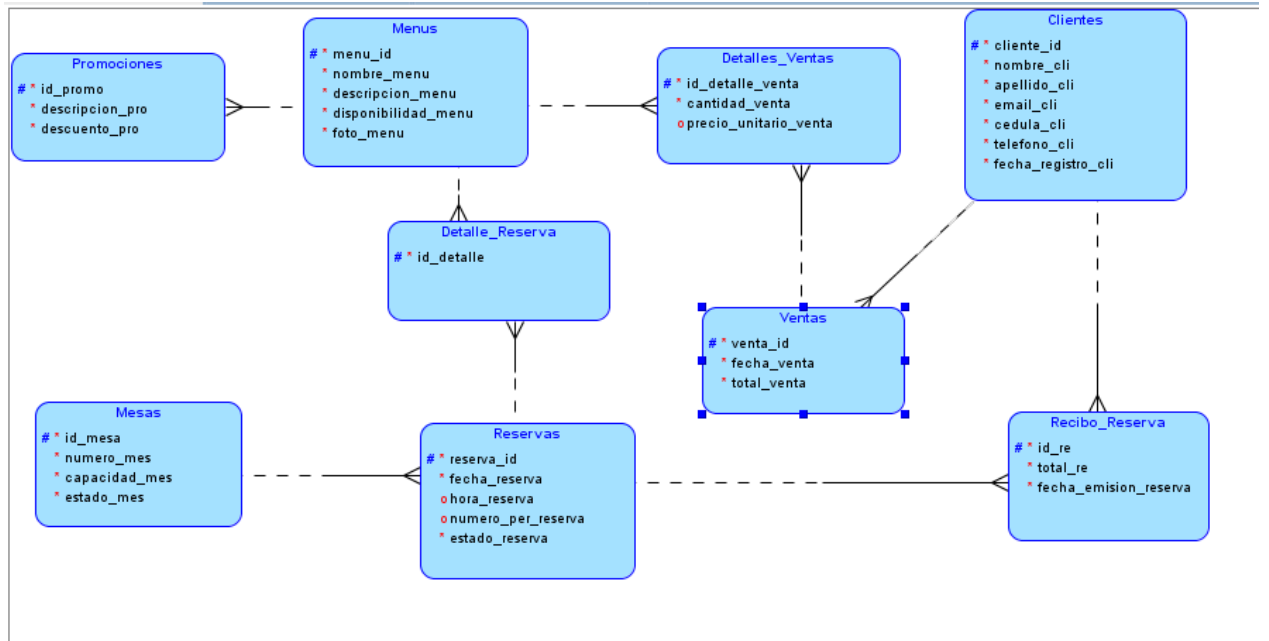 Promociones
# * id_promo
* descripcion_pro
* descuento_pro
Menus
# * menu_id
* nombre_menu
* descripcion_menu
* disponibilidad_menu
* foto_menu
Detalles_Ventas
# * id_detalle_venta
* cantidad_venta
o precio_unitario_venta
Clientes
# * cliente_id
* nombre_cli
* apellido_cli
* email_cli
* cedula_cli
* telefono_cli
* fecha_registro_cli
Detalle_Reserva
# * id_detalle
Ventas
# * venta_id
* fecha_venta
* total_venta
Mesas
# * id_mesa
* numero_mes
* capacidad_mes
* estado_mes
Reservas
# * reserva_id
* fecha_reserva
o hora_reserva
o numero_per_reserva
* estado_reserva
Recibo_Reserva
# * id_re
* total_re
* fecha_emision_reserva